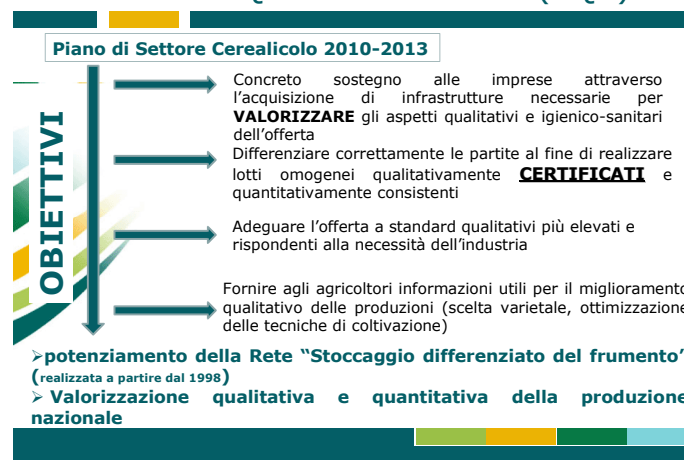 Piano di Settore Cerealicolo 2010-2013
OBIETTIVI
Concreto sostegno alle imprese attraverso
l'acquisizione di infrastrutture necessarie per
VALORIZZARE gli aspetti qualitativi e igienico-sanitari
dell'offerta
Differenziare correttamente le partite al fine di realizzare
lotti omogenei qualitativamente CERTIFICATI e
quantitativamente consistenti
Adeguare l'offerta a standard qualitativi più elevati e
rispondenti alla necessità dell'industria
Fornire agli agricoltori informazioni utili per il miglioramento
qualitativo delle produzioni (scelta varietale, ottimizzazione
delle tecniche di coltivazione)
➢potenziamento della Rete “Stoccaggio differenziato del frumento”
(realizzata a partire dal 1998)
➢ Valorizzazione qualitativa e quantitativa della produzione
nazionale